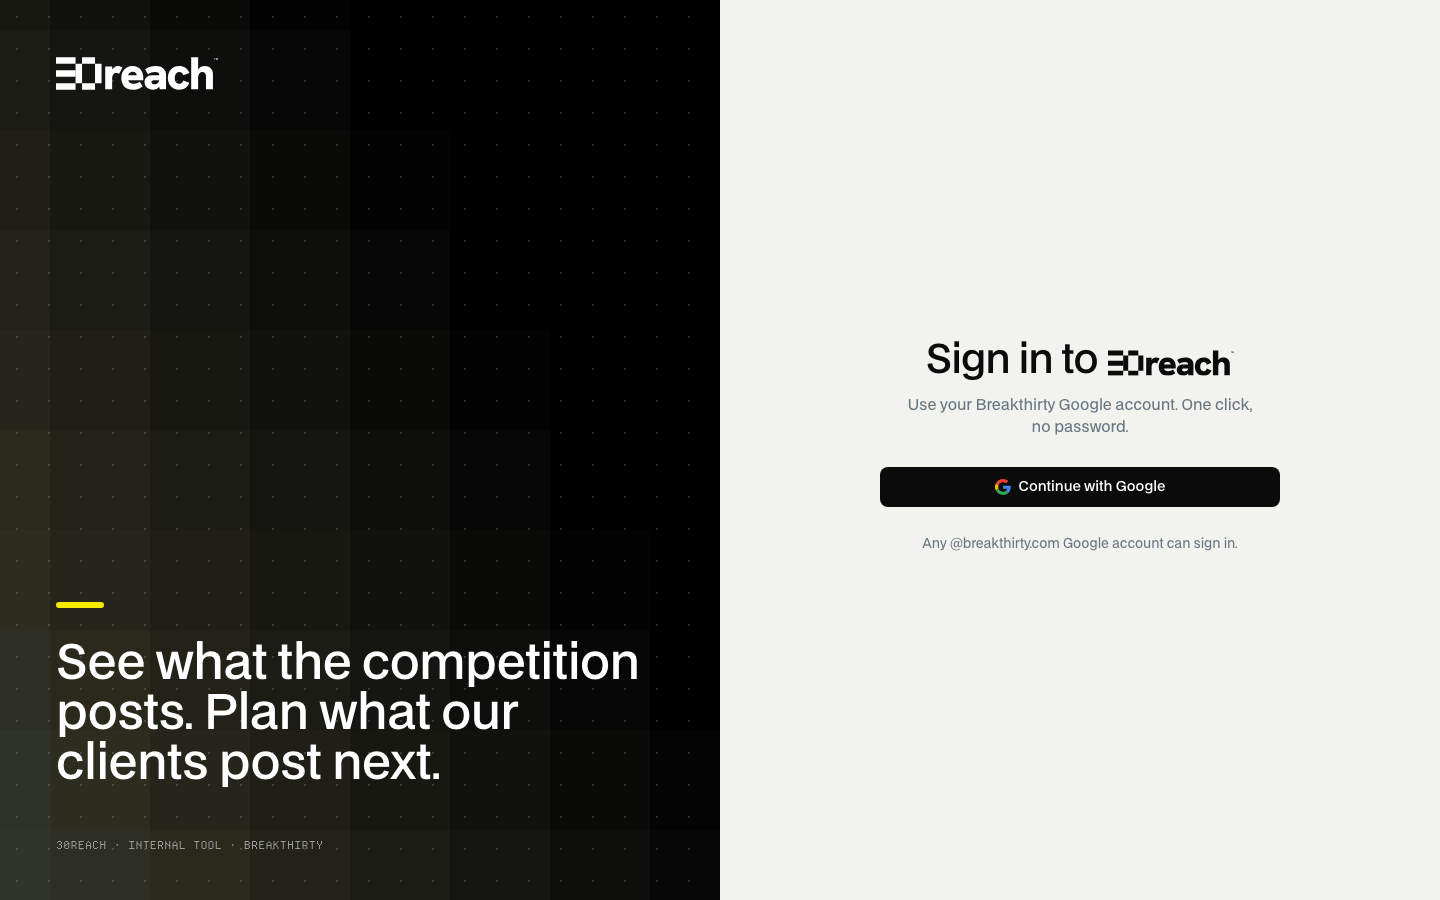 30reach™
See what the competition
posts. Plan what our
clients post next.
30REACH · INTERNAL TOOL · BREAKTHIRTY
Sign in to 30reach™
Use your Breakthirty Google account. One click,
no password.
Continue with Google
Any @breakthirty.com Google account can sign in.